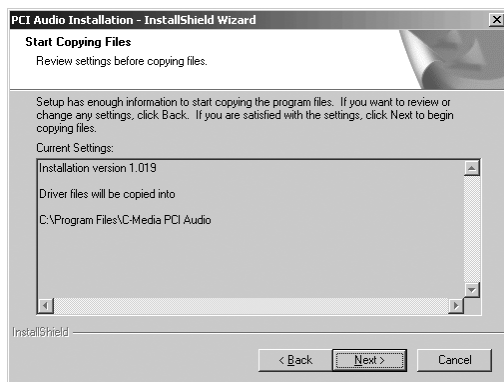 PCI Audio Installation - InstallShield Wizard
Start Copying Files
Review settings before copying files.
Setup has enough information to start copying the program files. If you want to review or
change any settings, click Back. If you are satisfied with the settings, click Next to begin
copying files.
Current Settings:
Installation version 1.019
Driver files will be copied into
C:\Program Files\C-Media PCI Audio
InstallShield
< Back Next > Cancel